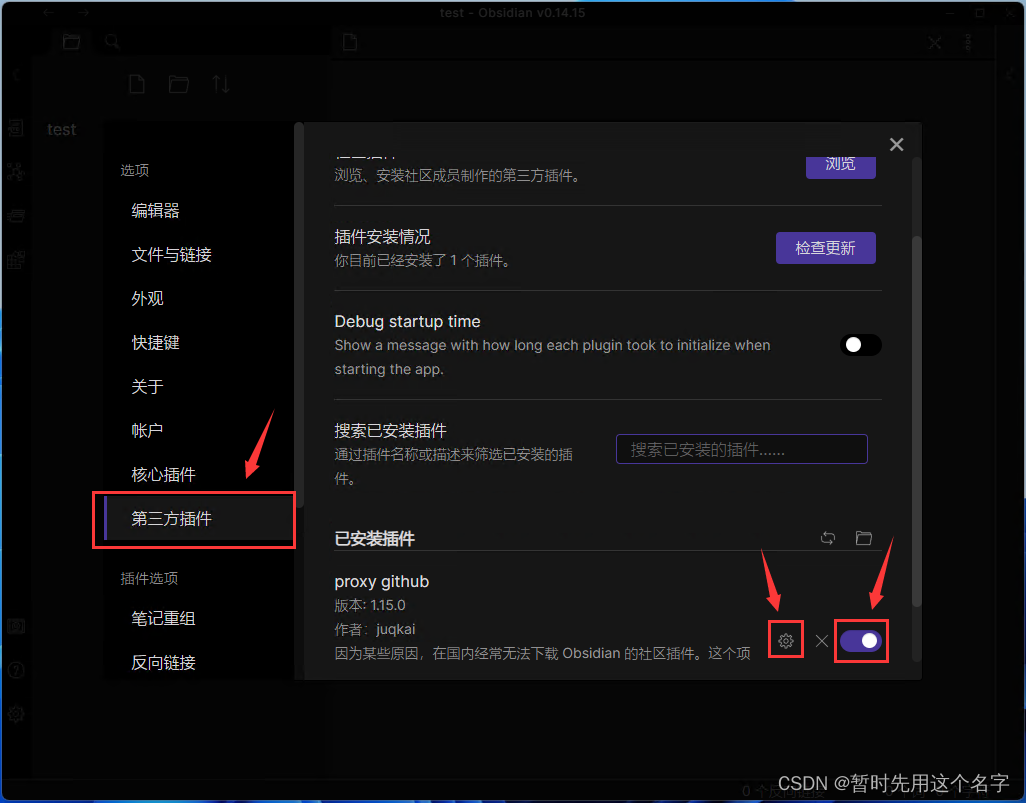 test - Obsidian v0.14.15
test
选项
编辑器
文件与链接
外观
快捷键
关于
帐户
核心插件
第三方插件
插件选项
笔记重组
反向链接
浏览、安装社区成员制作的第三方插件。
浏览
插件安装情况
你目前已经安装了 1 个插件。
检查更新
Debug startup time
Show a message with how long each plugin took to initialize when
starting the app.
搜索已安装插件
通过插件名称或描述来筛选已安装的插
件。
搜索已安装的插件......
已安装插件
proxy github
版本: 1.15.0
作者：juqkai
因为某些原因，在国内经常无法下载 Obsidian 的社区插件。这个项
CSDN @暂时先用这个名字